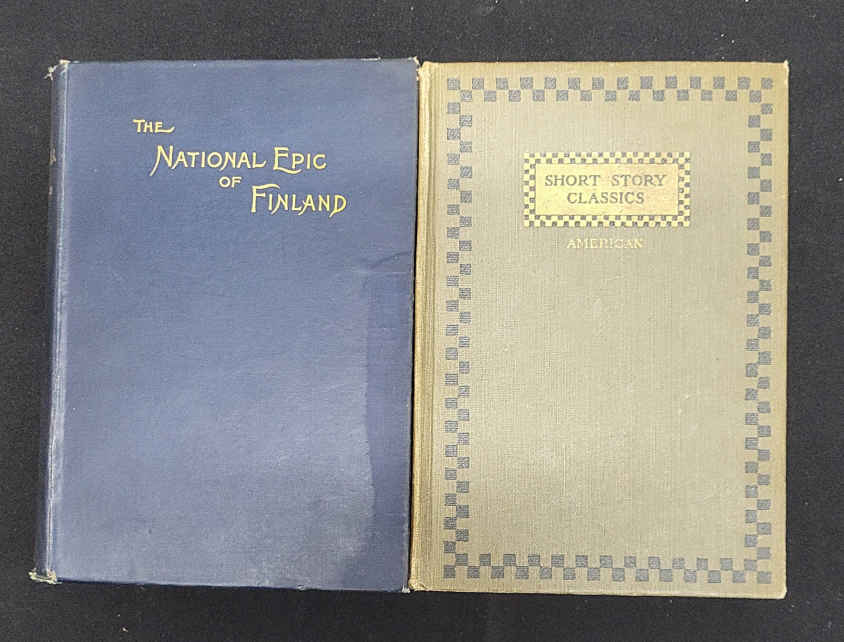 THE
NATIONAL EPIC
OF
FINLAND
SHORT STORY
CLASSICS
AMERICAN